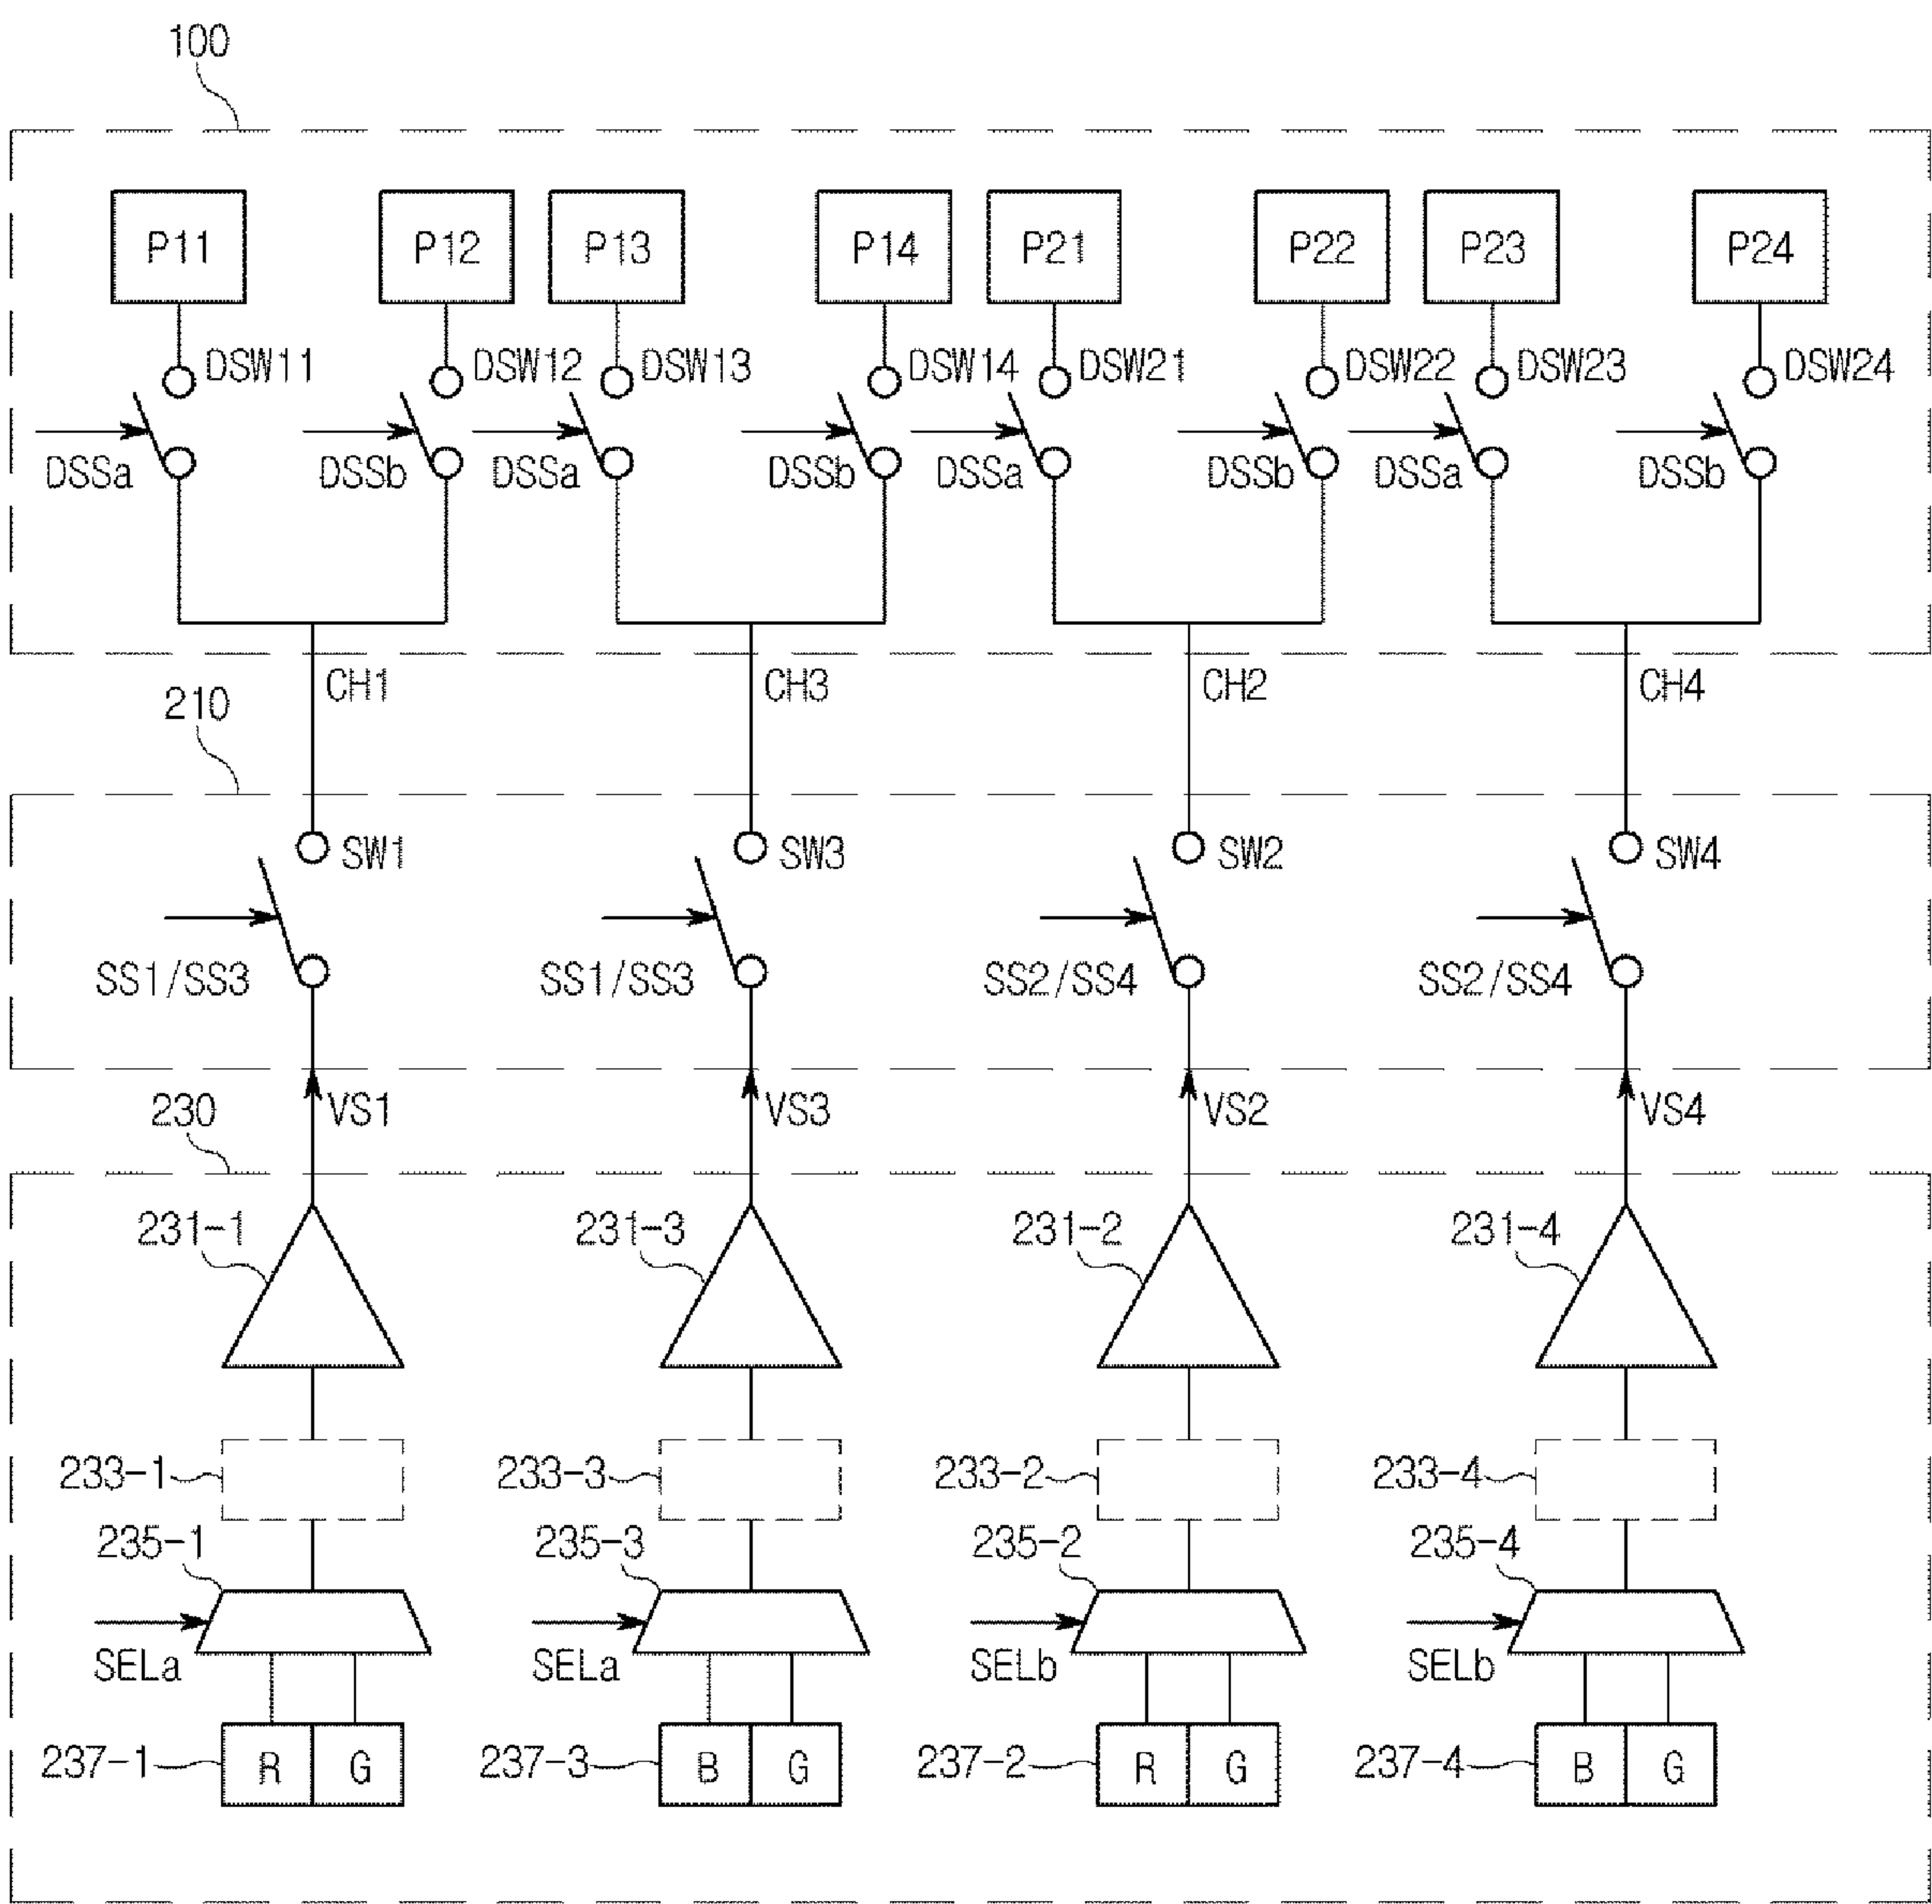 100
P11 P12 P13 P14 P21 P22 P23 P24
DSW11 DSW12 DSW13 DSW14 DSW21 DSW22 DSW23 DSW24
DSSa DSSb DSSa DSSb DSSa DSSb DSSa DSSb
CH1 CH3 CH2 CH4
210
SW1 SW3 SW2 SW4
SS1/SS3 SS1/SS3 SS2/SS4 SS2/SS4
VS1 VS3 VS2 VS4
230
231-1 231-3 231-2 231-4
233-1 233-3 233-2 233-4
235-1 235-3 235-2 235-4
SELa SELa SELb SELb
237-1 R G 237-3 B G 237-2 R G 237-4 B G